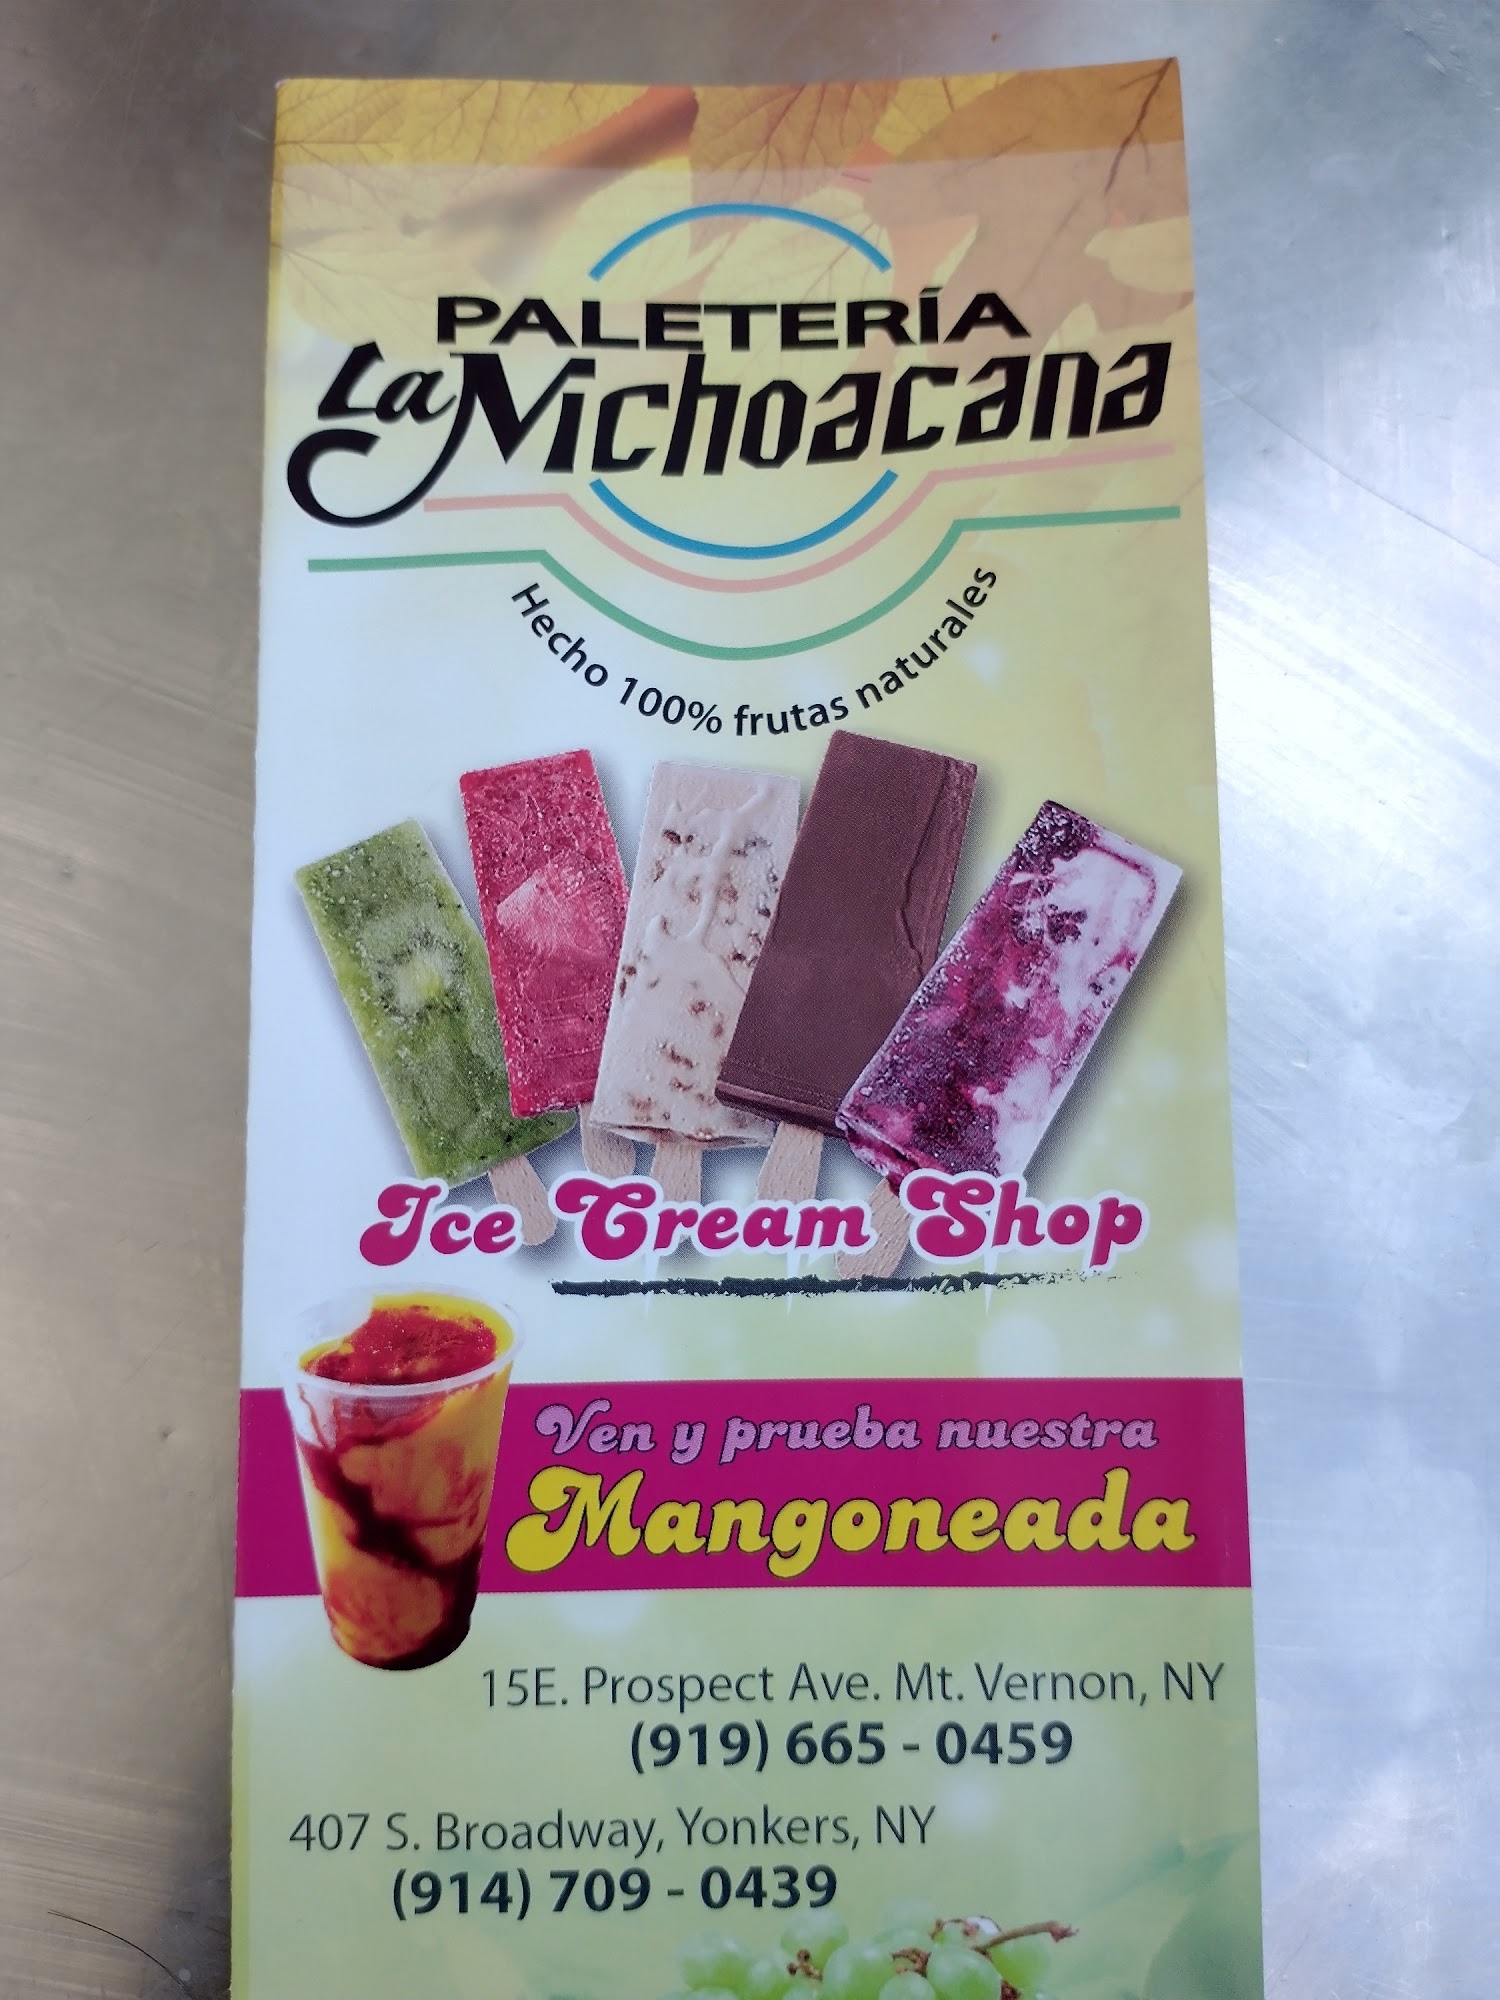 PALETERÍA
La Michoacana
Hecho 100% frutas naturales
Ice Cream Shop
Ven y prueba nuestra
Mangoneada
15E. Prospect Ave. Mt. Vernon, NY
(919) 665 - 0459
407 S. Broadway, Yonkers, NY
(914) 709 - 0439